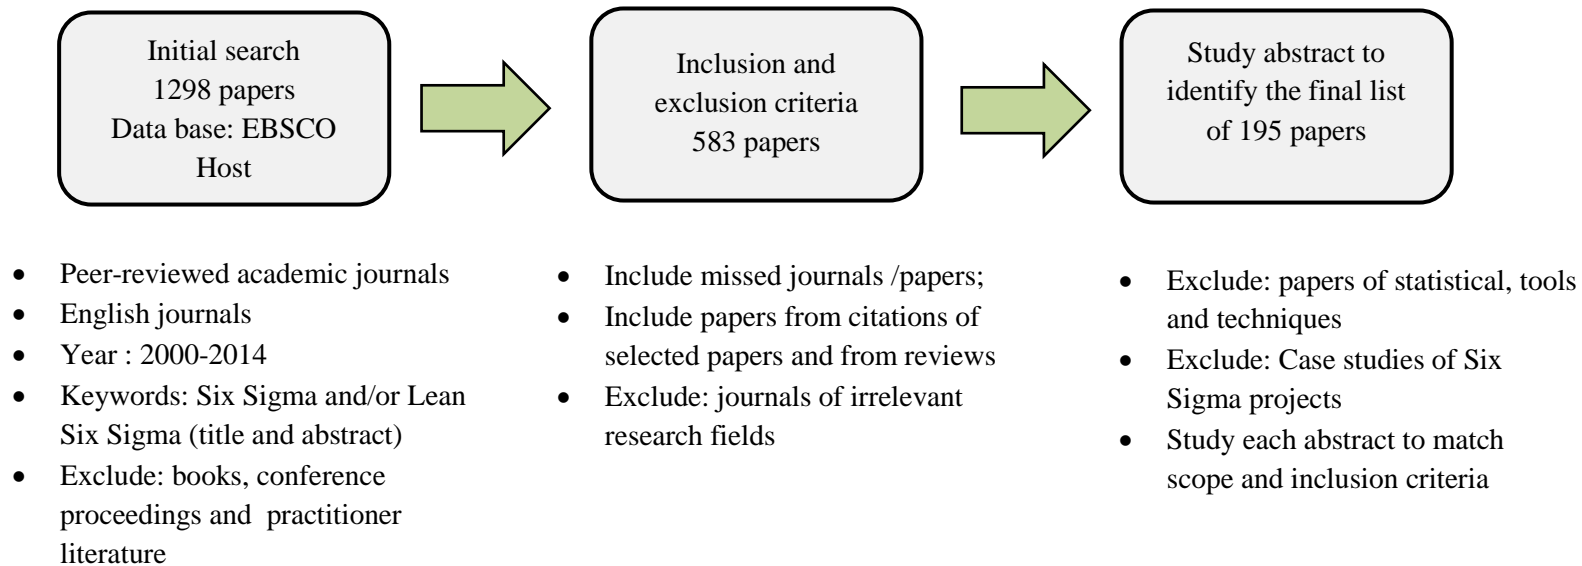 Initial search
1298 papers
Data base: EBSCO
Host
Inclusion and
exclusion criteria
583 papers
Study abstract to
identify the final list
of 195 papers
• Peer-reviewed academic journals
• English journals
• Year : 2000-2014
• Keywords: Six Sigma and/or Lean
Six Sigma (title and abstract)
• Exclude: books, conference
proceedings and practitioner
literature
• Include missed journals /papers;
• Include papers from citations of
selected papers and from reviews
• Exclude: journals of irrelevant
research fields
• Exclude: papers of statistical, tools
and techniques
• Exclude: Case studies of Six
Sigma projects
• Study each abstract to match
scope and inclusion criteria